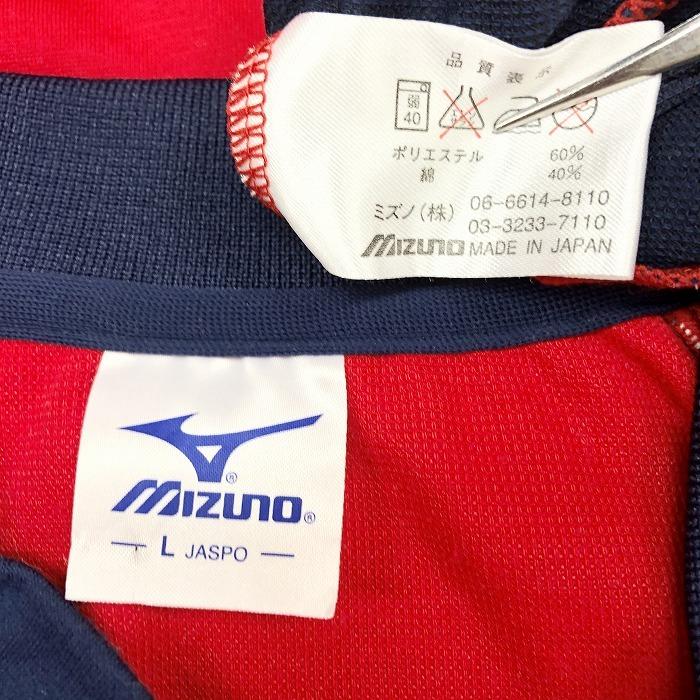 品質表示
弱
40
ポリエステル 60%
綿 40%
ミズノ(株) 06-6614-8110
03-3233-7110
MIZUNO MADE IN JAPAN
MIZUNO
L JASPO